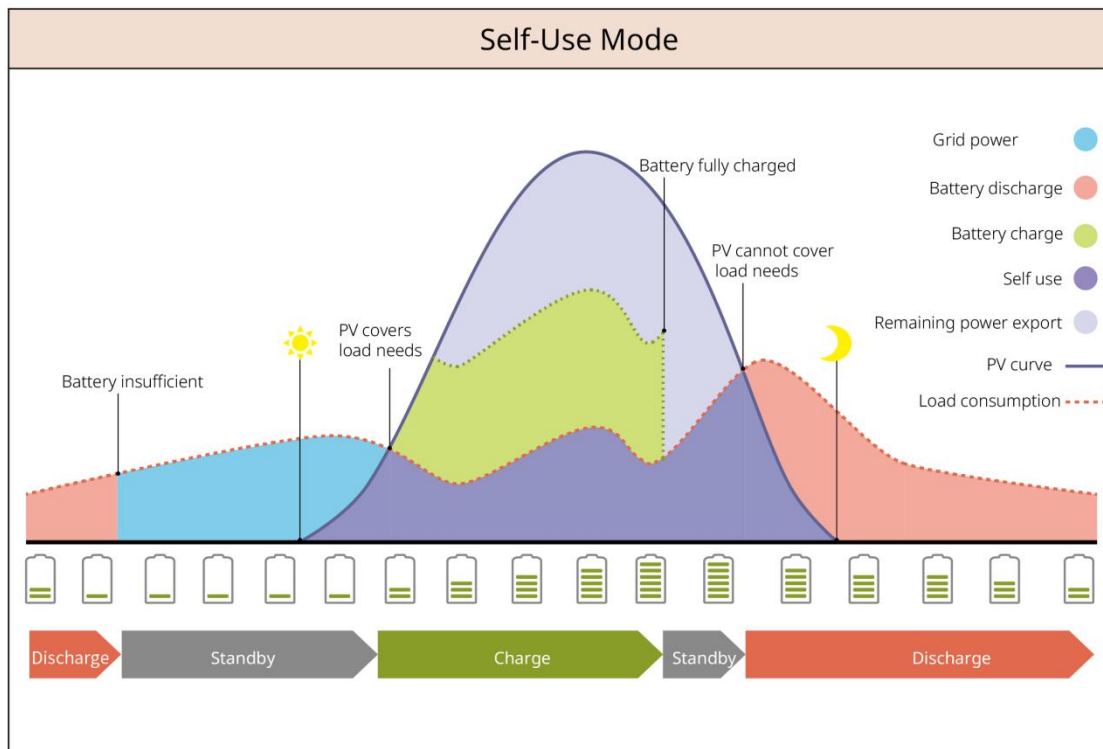 Self-Use Mode
Grid power
Battery fully charged
Battery discharge
Battery charge
PV cannot cover
load needs
Self use
Remaining power export
PV covers
load needs
PV curve
Battery insufficient
Load consumption
Discharge
Standby
Charge
Standby
Discharge